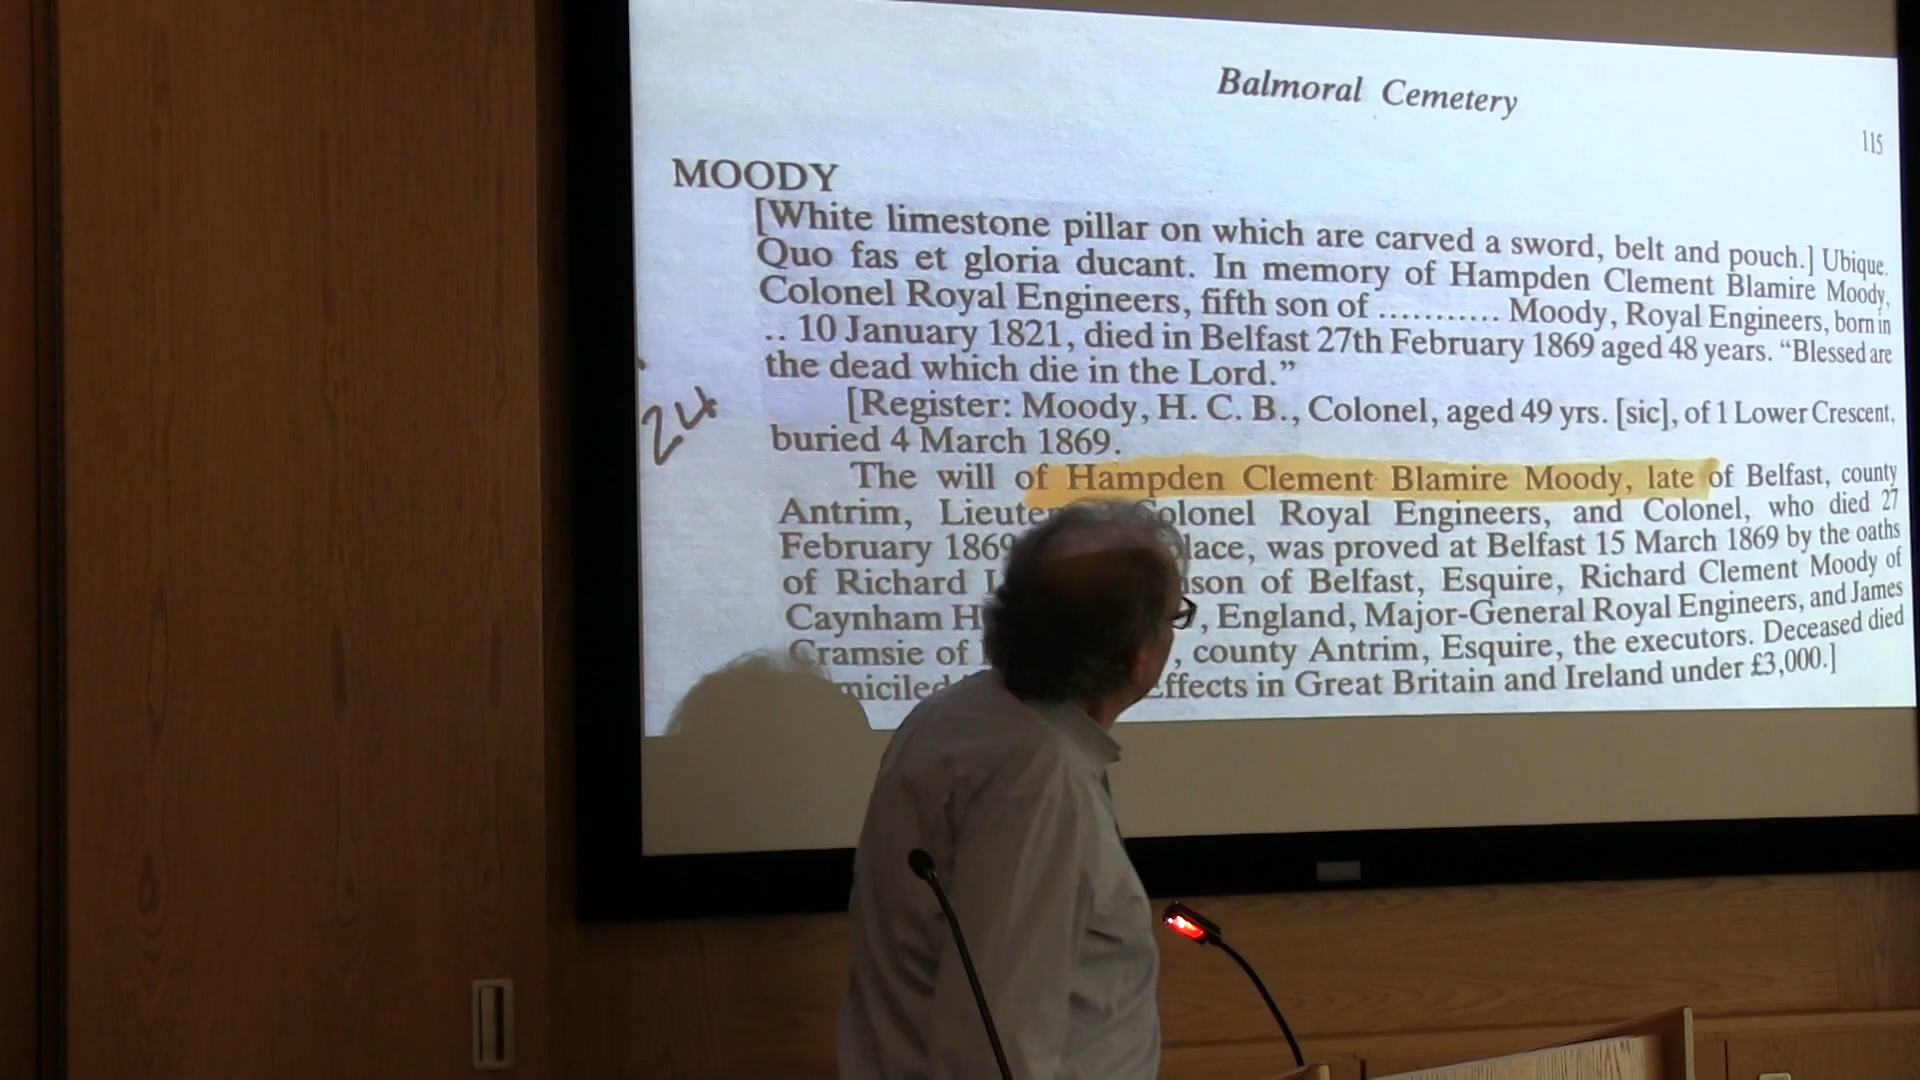 Balmoral Cemetery
115
MOODY
[White limestone pillar on which are carved a sword, belt and pouch.] Ubique.
Quo fas et gloria ducant. In memory of Hampden Clement Blamire Moody,
Colonel Royal Engineers, fifth son of ........... Moody, Royal Engineers, born in
.. 10 January 1821, died in Belfast 27th February 1869 aged 48 years. “Blessed are
the dead which die in the Lord.”
24
[Register: Moody, H. C. B., Colonel, aged 49 yrs. [sic], of 1 Lower Crescent,
buried 4 March 1869.
The will of Hampden Clement Blamire Moody, late of Belfast, county
Antrim, Colonel Royal Engineers, and Colonel, who died 27
February 1869 was proved at Belfast 15 March 1869 by the oaths
of Richard of Belfast, Esquire, Richard Clement Moody of
Caynham , England, Major-General Royal Engineers, and James
Cramsie of , county Antrim, Esquire, the executors. Deceased died
Effects in Great Britain and Ireland under £3,000.]